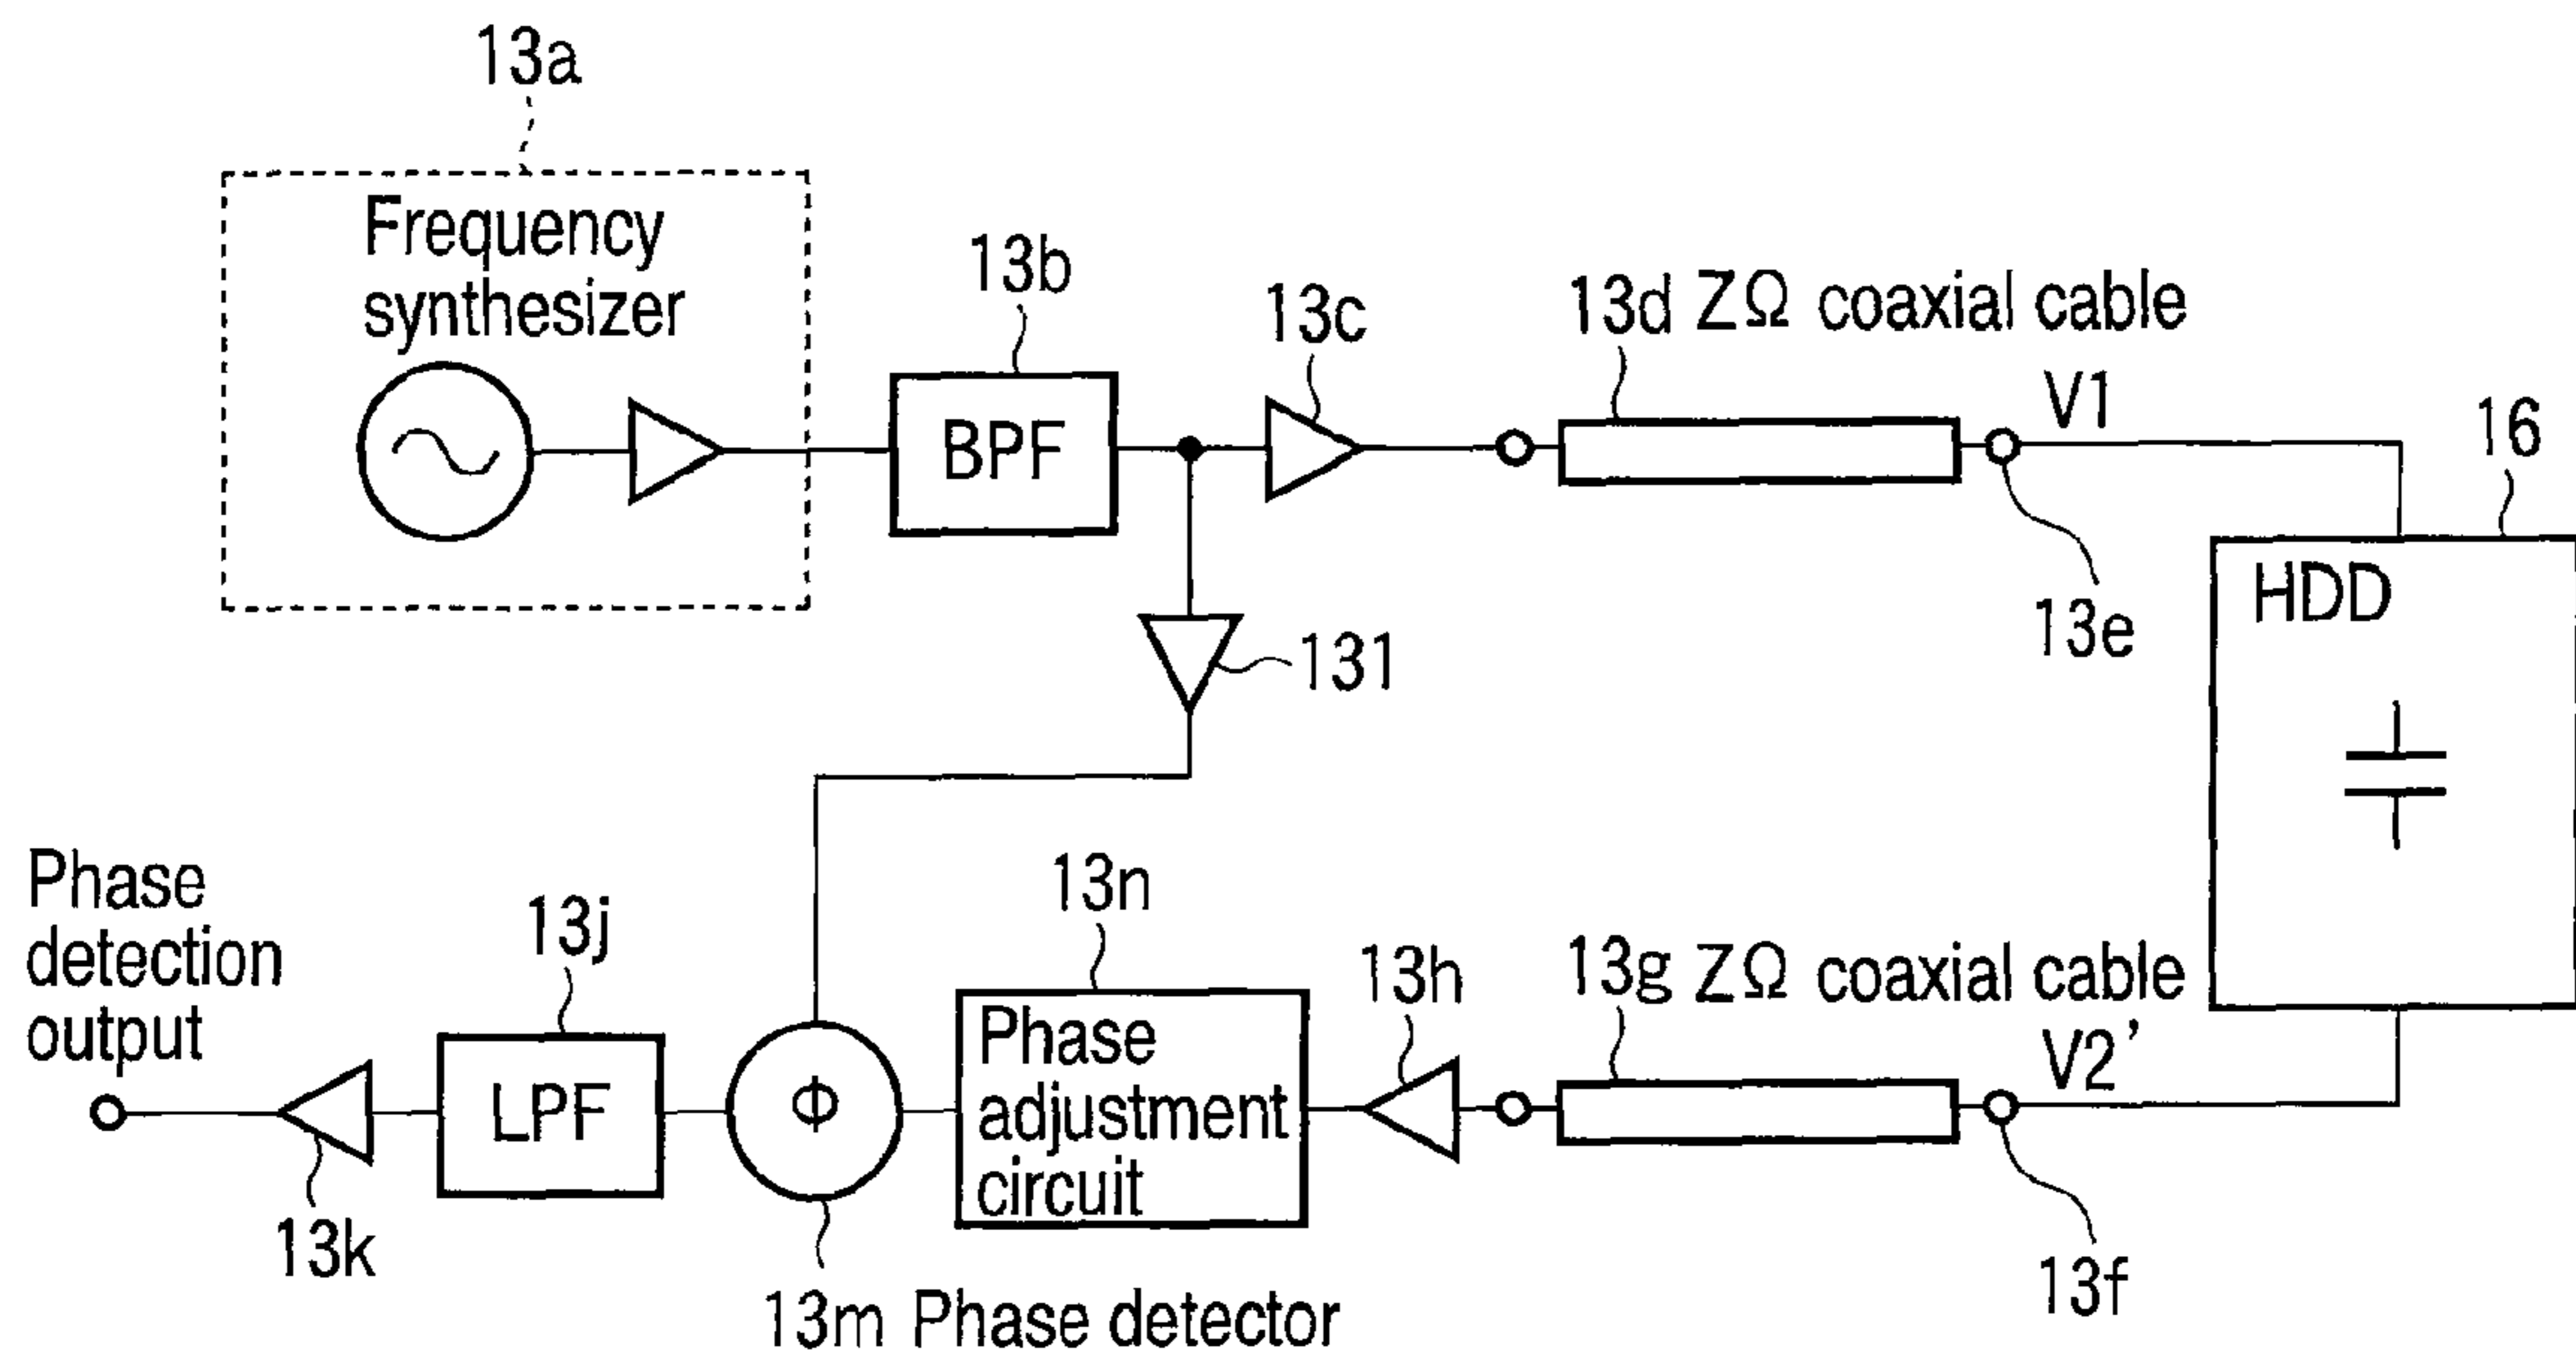 13a
Frequency
synthesizer
13b
BPF
13c
13d ZΩ coaxial cable
V1
13e
16
HDD
131
Phase
detection
output
13j
LPF
13k
Φ
13m Phase detector
13n
Phase
adjustment
circuit
13h
13g ZΩ coaxial cable
V2'
13f